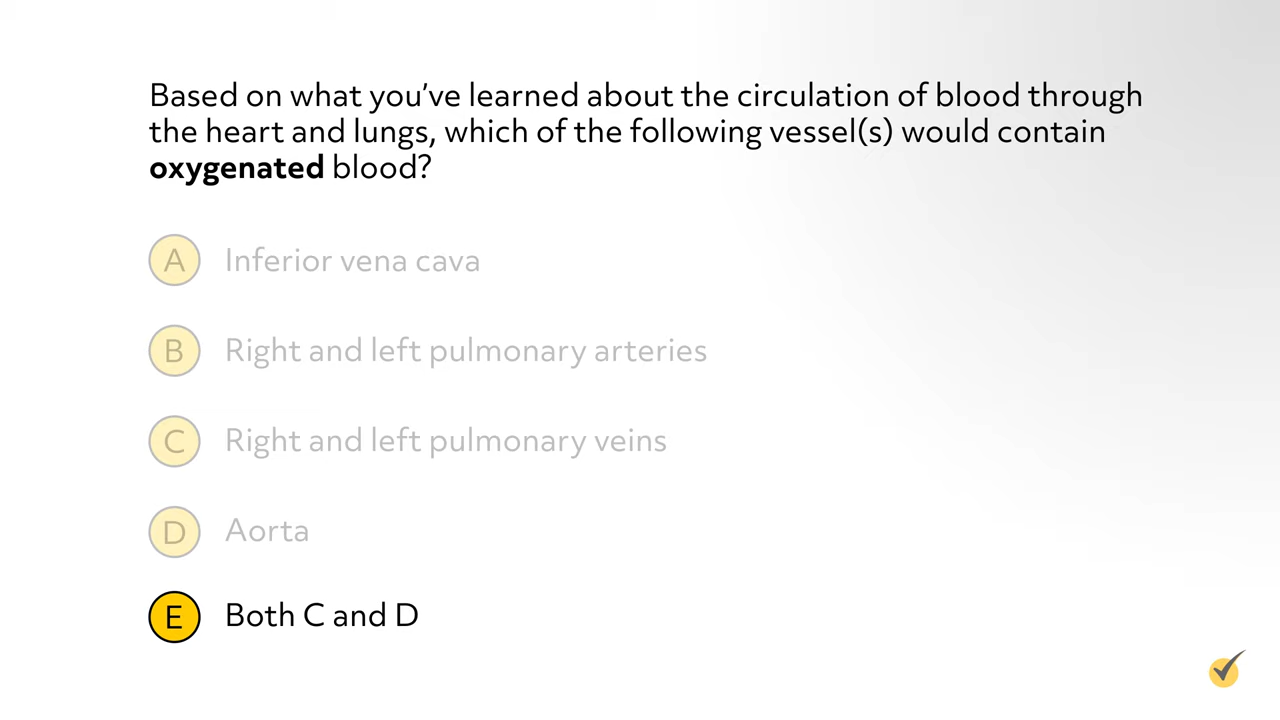 Based on what you’ve learned about the circulation of blood through
the heart and lungs, which of the following vessel(s) would contain
oxygenated blood?
A Inferior vena cava
B Right and left pulmonary arteries
C Right and left pulmonary veins
D Aorta
E Both C and D